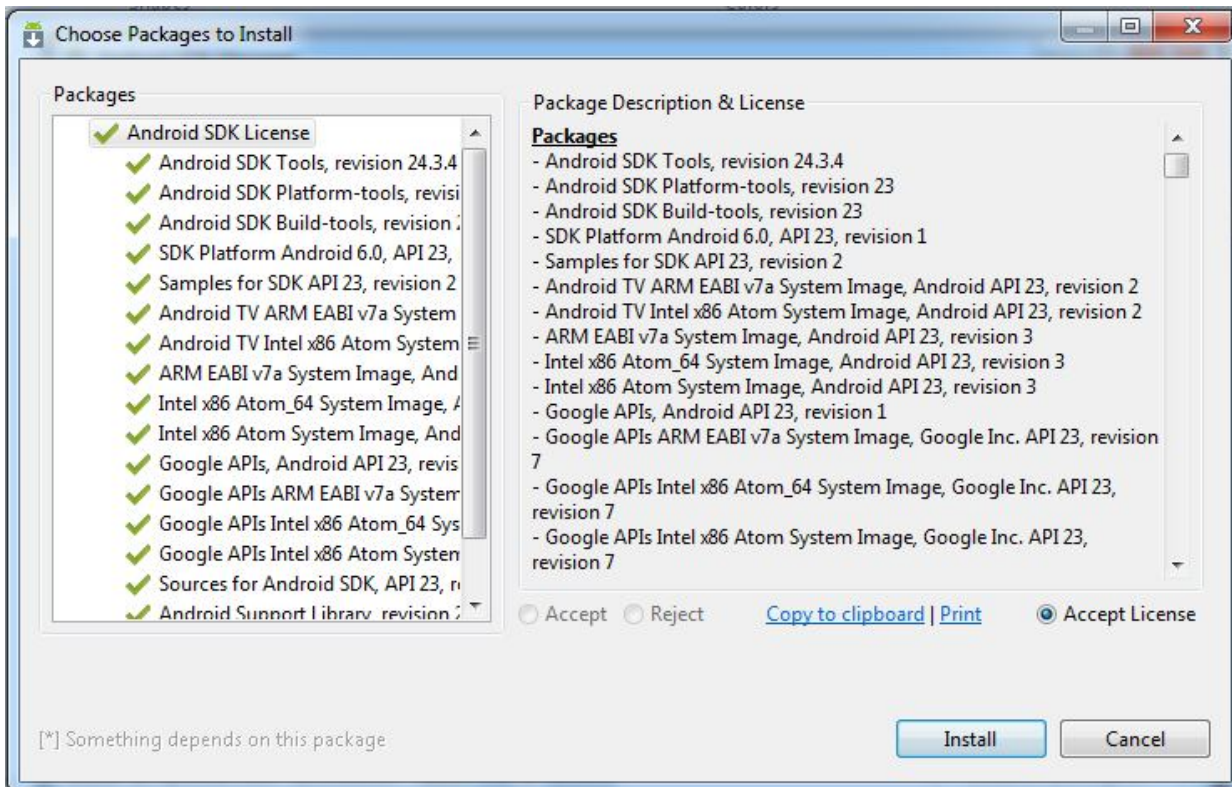 Choose Packages to Install
Packages
Android SDK License
Android SDK Tools, revision 24.3.4
Android SDK Platform-tools, revisi
Android SDK Build-tools, revision
SDK Platform Android 6.0, API 23,
Samples for SDK API 23, revision 2
Android TV ARM EABI v7a System
Android TV Intel x86 Atom System
ARM EABI v7a System Image, And
Intel x86 Atom_64 System Image,
Intel x86 Atom System Image, And
Google APIs, Android API 23, revis
Google APIs ARM EABI v7a System
Google APIs Intel x86 Atom_64 Sys
Google APIs Intel x86 Atom System
Sources for Android SDK, API 23, r
Android Support Library, revision
Package Description & License
Packages
- Android SDK Tools, revision 24.3.4
- Android SDK Platform-tools, revision 23
- Android SDK Build-tools, revision 23
- SDK Platform Android 6.0, API 23, revision 1
- Samples for SDK API 23, revision 2
- Android TV ARM EABI v7a System Image, Android API 23, revision 2
- Android TV Intel x86 Atom System Image, Android API 23, revision 2
- ARM EABI v7a System Image, Android API 23, revision 3
- Intel x86 Atom_64 System Image, Android API 23, revision 3
- Intel x86 Atom System Image, Android API 23, revision 3
- Google APIs, Android API 23, revision 1
- Google APIs ARM EABI v7a System Image, Google Inc. API 23, revision
7
- Google APIs Intel x86 Atom_64 System Image, Google Inc. API 23,
revision 7
- Google APIs Intel x86 Atom System Image, Google Inc. API 23,
revision 7
Accept Reject Copy to clipboard | Print Accept License
[*] Something depends on this package
Install Cancel